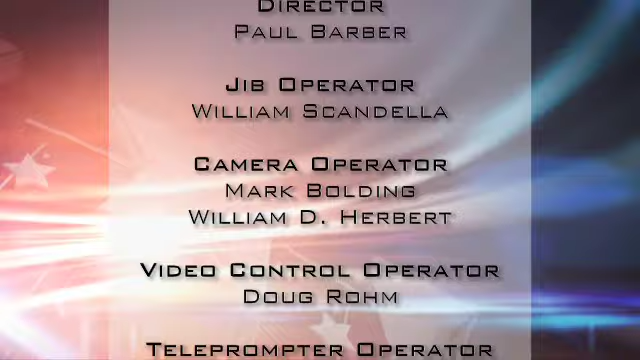 Director
Paul Barber
Jib Operator
William Scandella
Camera Operator
Mark Bolding
William D. Herbert
Video Control Operator
Doug Rohm
Teleprompter Operator